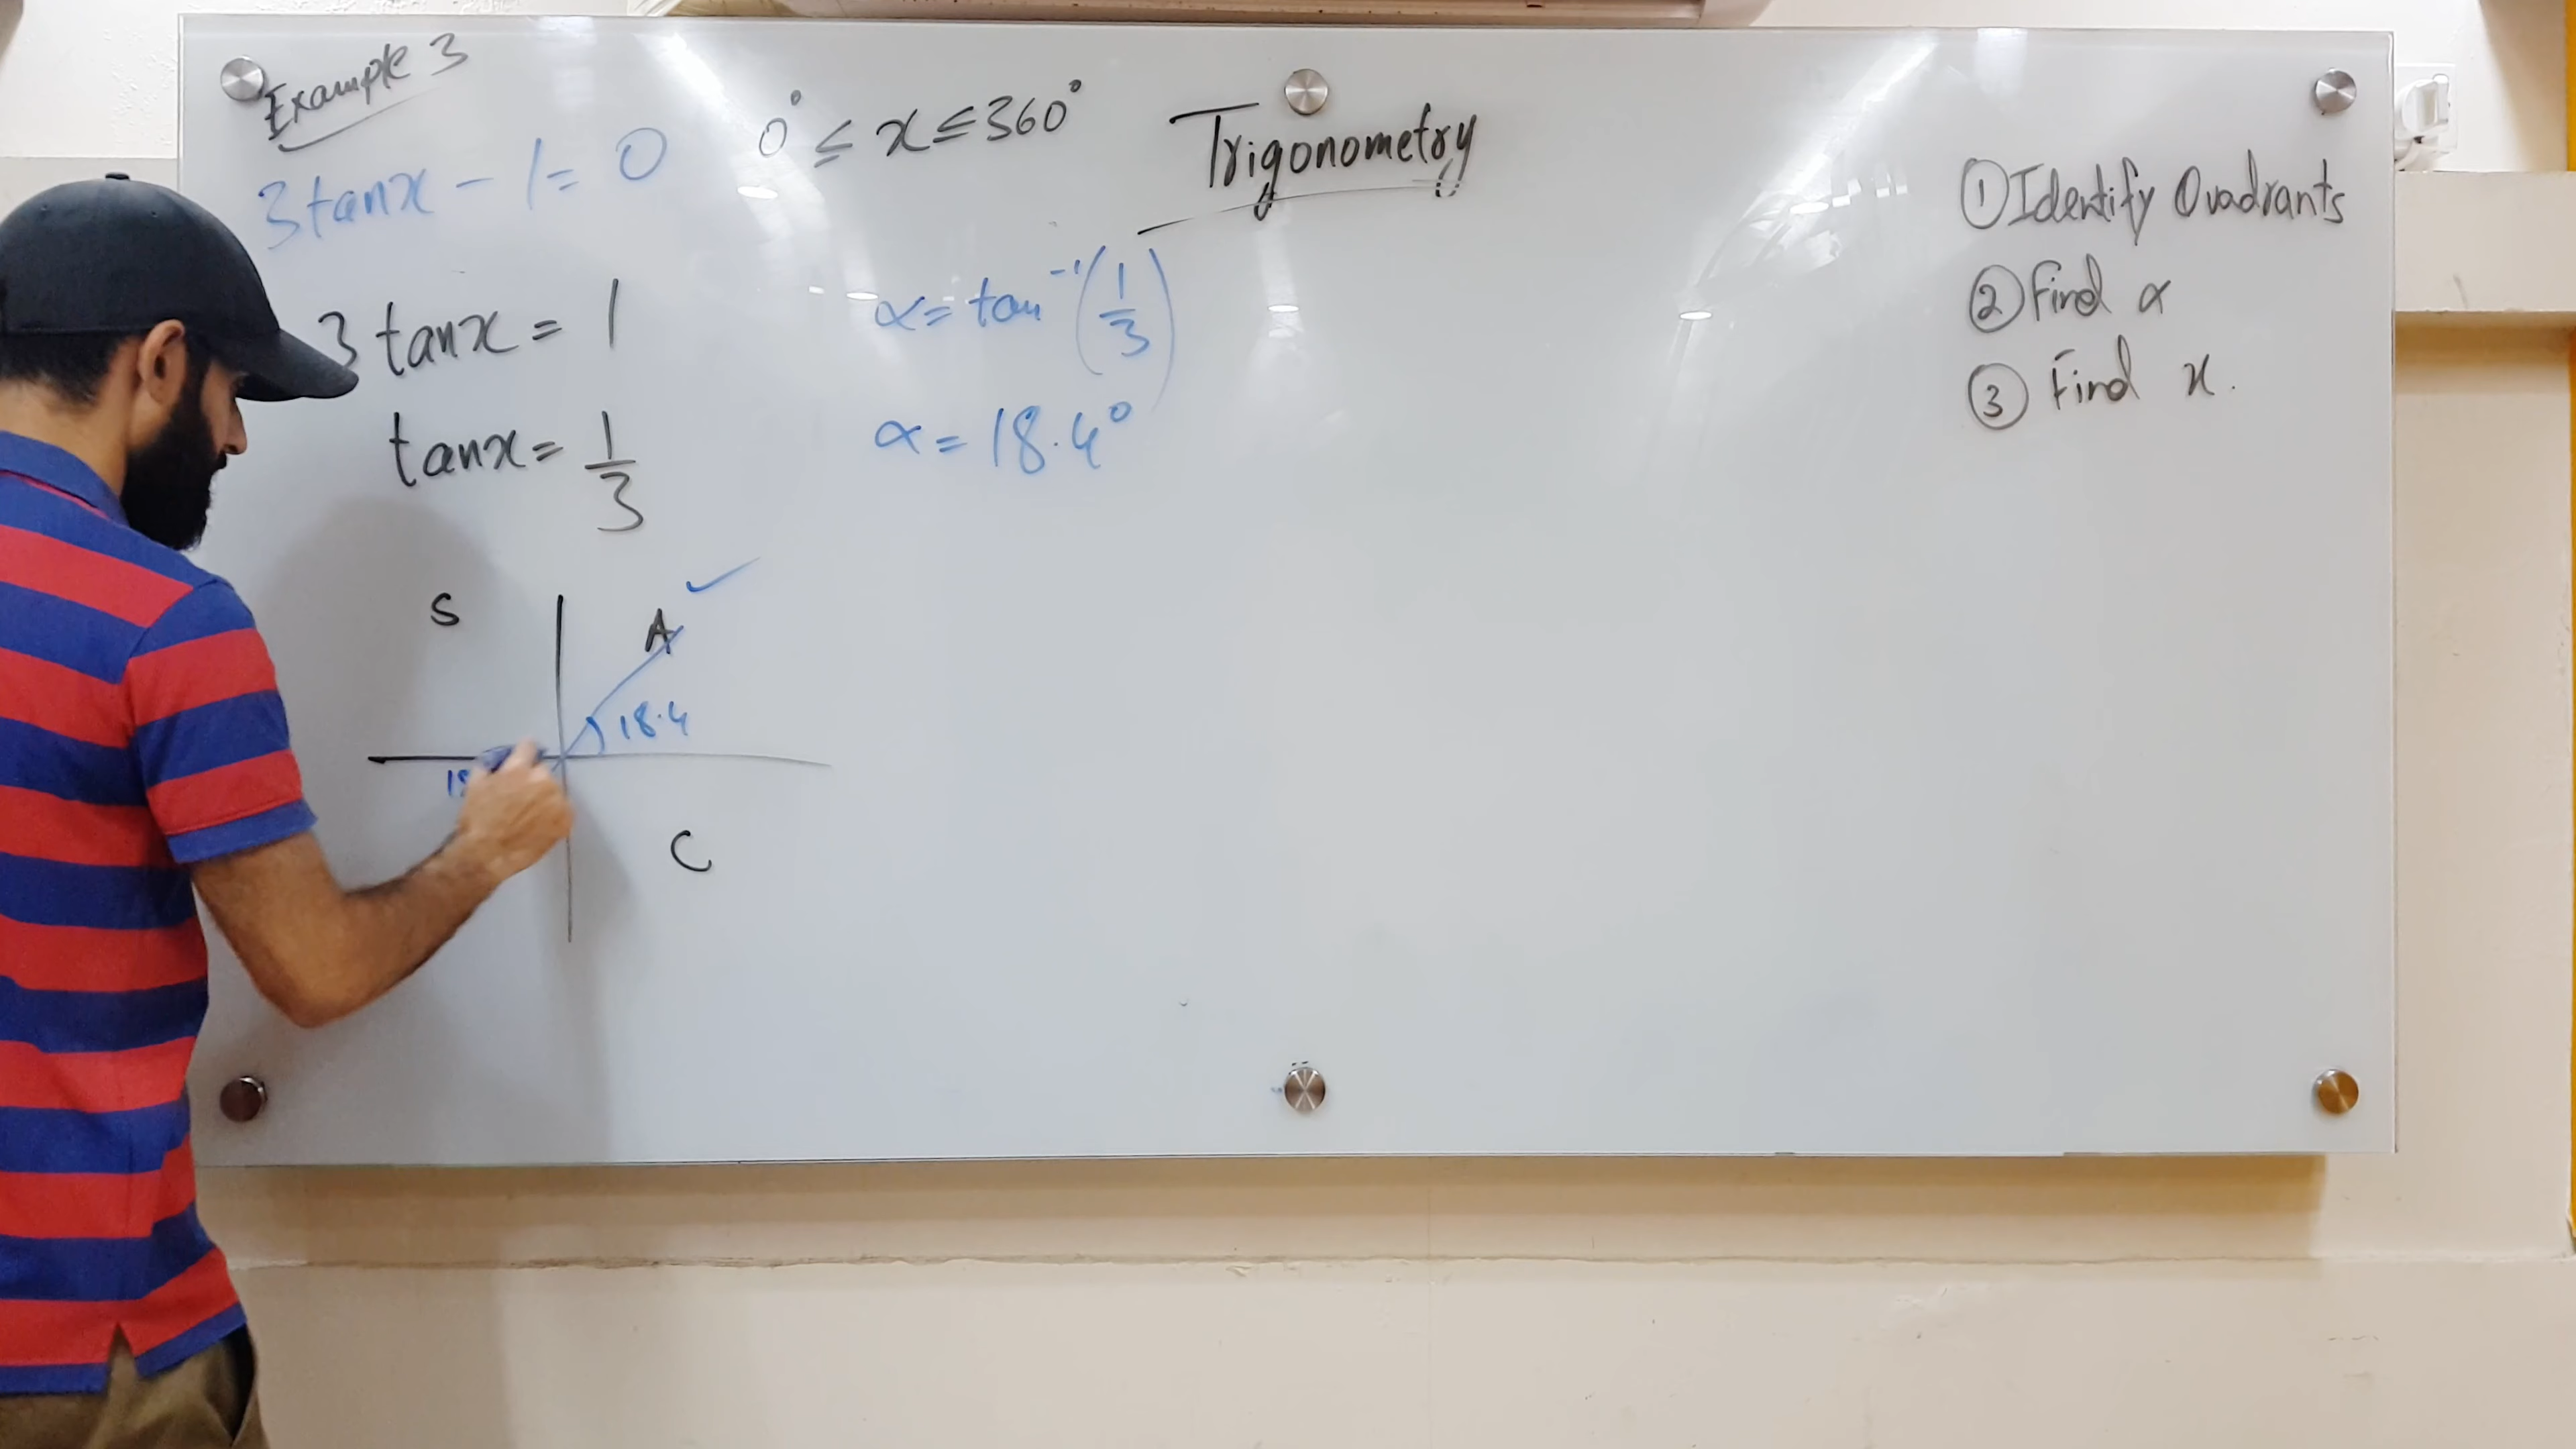 Example 3
3tanx - 1 = 0
0° ≤ x ≤ 360°
Trigonometry
3 tanx = 1
tanx = 1/3
α = tan⁻¹(1/3)
α = 18.4°
S
A ✓
18.4
C
① Identify Quadrants
② Find α
③ Find x.